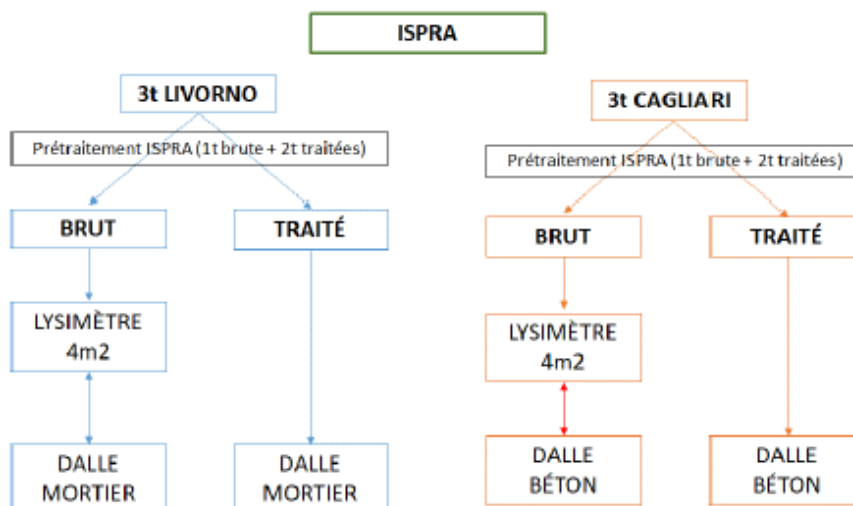 ISPRA
3t LIVORNO
3t CAGLIARI
Prétraitement ISPRA (1t brute + 2t traitées)
Prétraitement ISPRA (1t brute + 2t traitées)
BRUT
TRAITÉ
BRUT
TRAITÉ
LYSIMÈTRE
4m2
LYSIMÈTRE
4m2
DALLE
MORTIER
DALLE
MORTIER
DALLE
BÉTON
DALLE
BÉTON